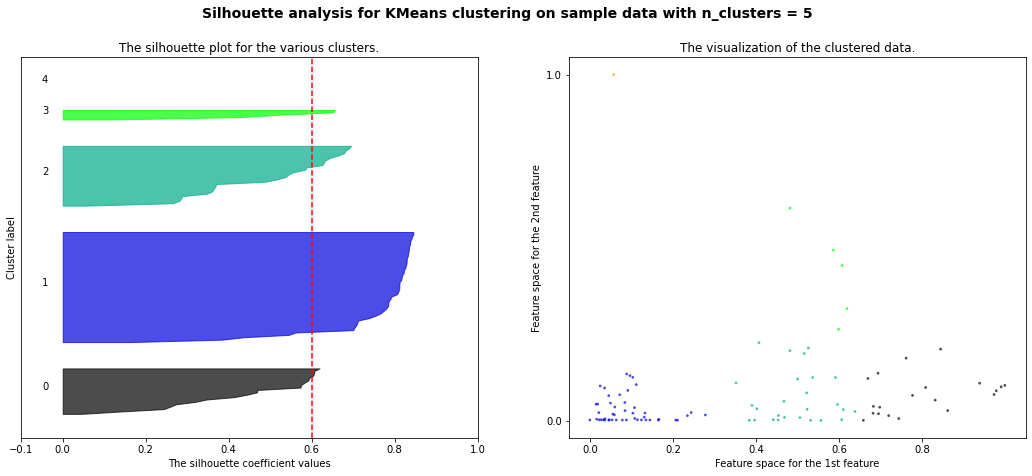 Silhouette analysis for KMeans clustering on sample data with n_clusters = 5
The silhouette plot for the various clusters.
4
3
2
1
0
Cluster label
−0.1 0.0 0.2 0.4 0.6 0.8 1.0
The silhouette coefficient values
The visualization of the clustered data.
1.0
0.0
Feature space for the 2nd feature
0.0 0.2 0.4 0.6 0.8
Feature space for the 1st feature